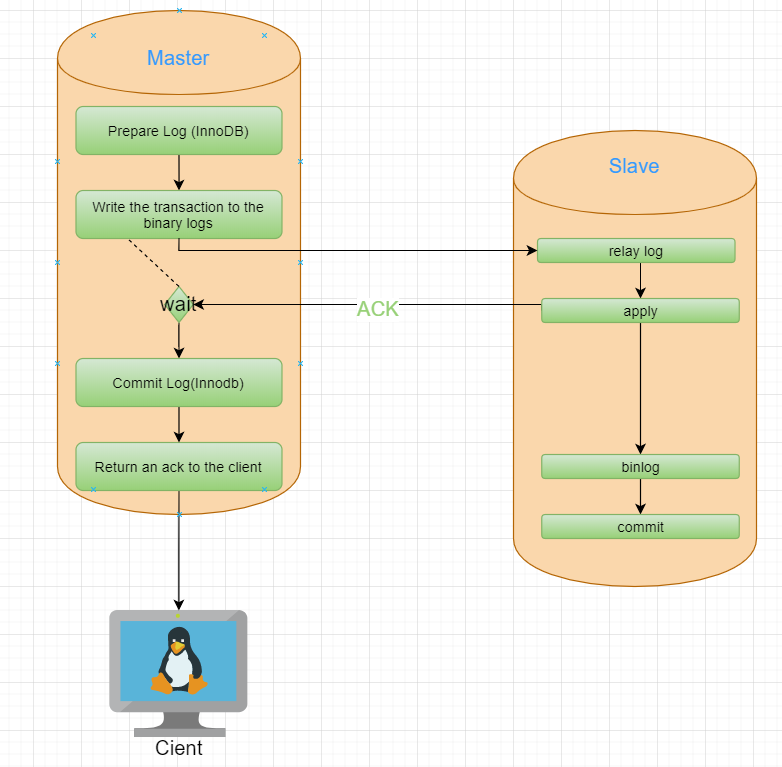 Master
Prepare Log (InnoDB)
Write the transaction to the
binary logs
wait
Commit Log(Innodb)
Return an ack to the client
Cient
ACK
Slave
relay log
apply
binlog
commit